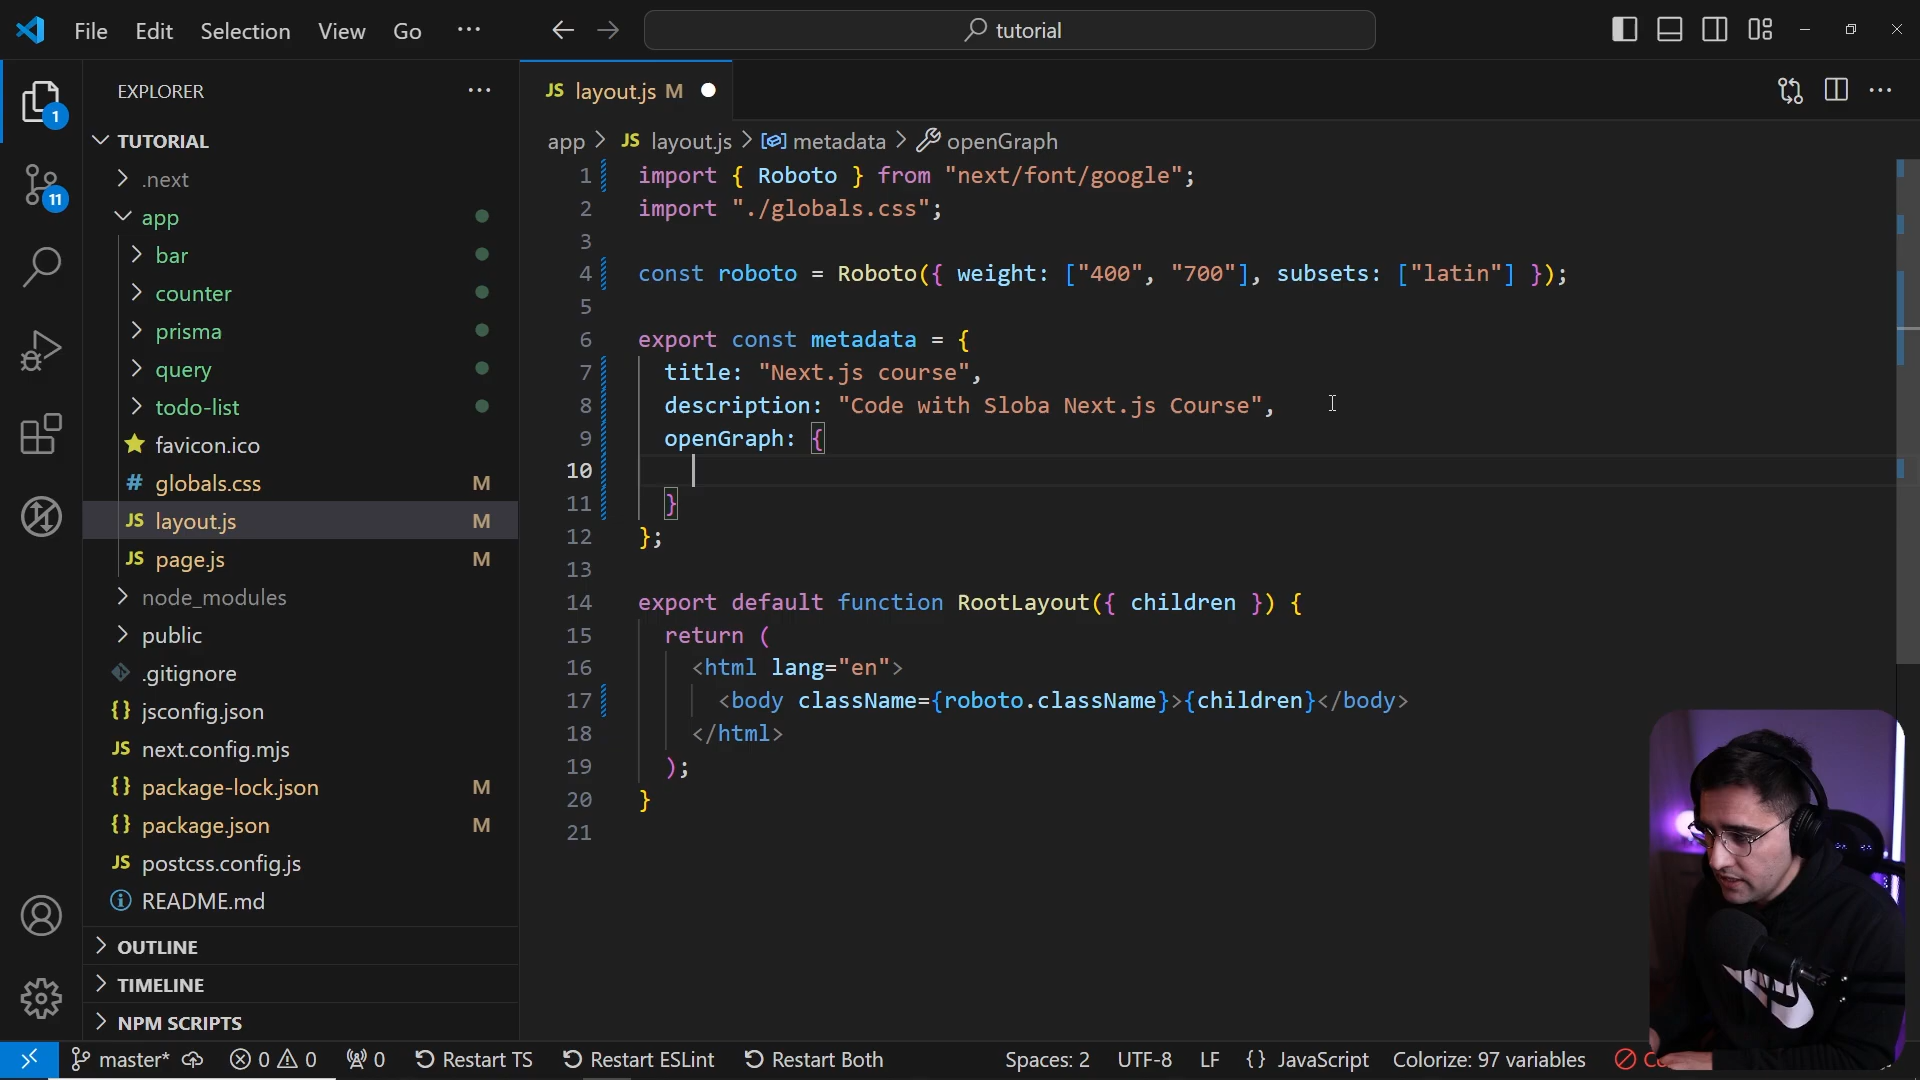 File Edit Selection View Go ··· tutorial
EXPLORER ···
1
11
TUTORIAL
.next
app
bar
counter
prisma
query
todo-list
favicon.ico
# globals.css M
JS layout.js M
JS page.js M
node_modules
public
.gitignore
{} jsconfig.json
JS next.config.mjs
{} package-lock.json M
{} package.json M
JS postcss.config.js
README.md
OUTLINE
TIMELINE
NPM SCRIPTS
JS layout.js M
app > JS layout.js > metadata > openGraph
1 import { Roboto } from "next/font/google";
2 import "./globals.css";
3
4 const roboto = Roboto({ weight: ["400", "700"], subsets: ["latin"] });
5
6 export const metadata = {
7 title: "Next.js course",
8 description: "Code with Sloba Next.js Course",
9 openGraph: {
10
11 }
12 };
13
14 export default function RootLayout({ children }) {
15 return (
16 <html lang="en">
17 <body className={roboto.className}>{children}</body>
18 </html>
19 );
20 }
21
master* 0 0 0 Restart TS Restart ESLint Restart Both Spaces: 2 UTF-8 LF {} JavaScript Colorize: 97 variables